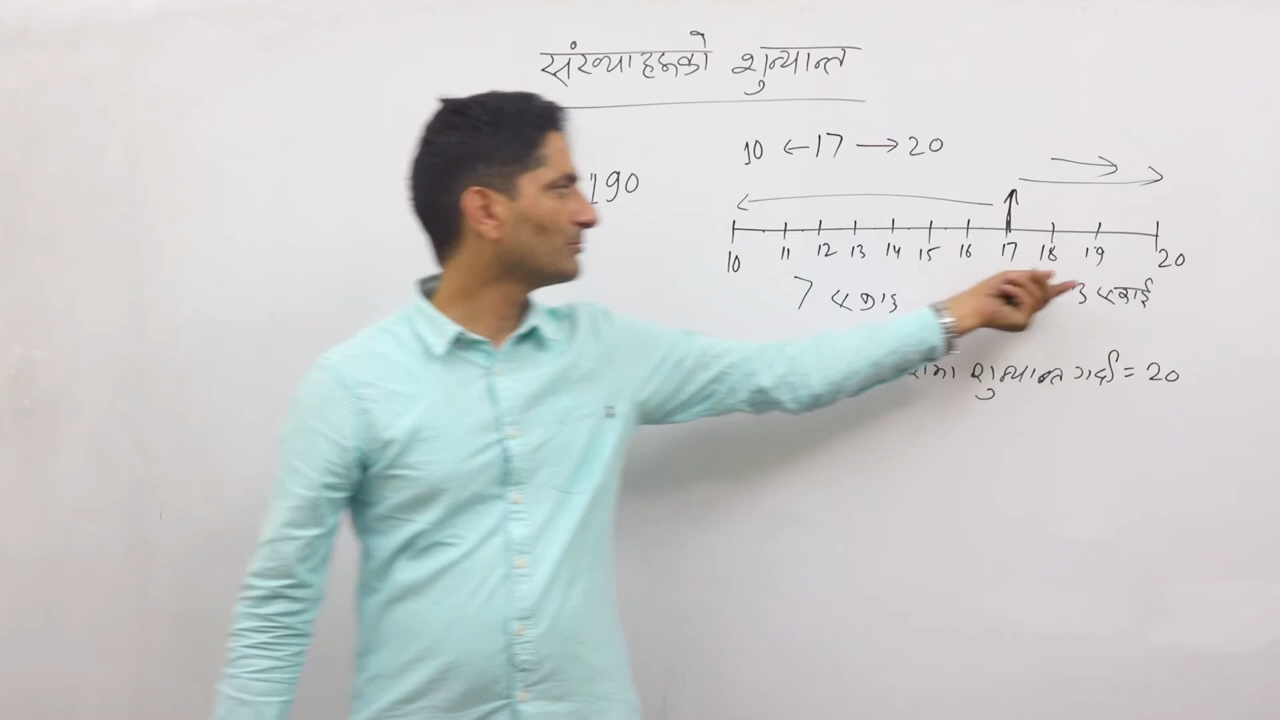 संख्याहरूको शुन्यान्त
10 ← 17 → 20
190
10 11 12 13 14 15 16 17 18 19 20
7 एकाइ
3 एकाई
शुन्यान्त गर्दा = 20